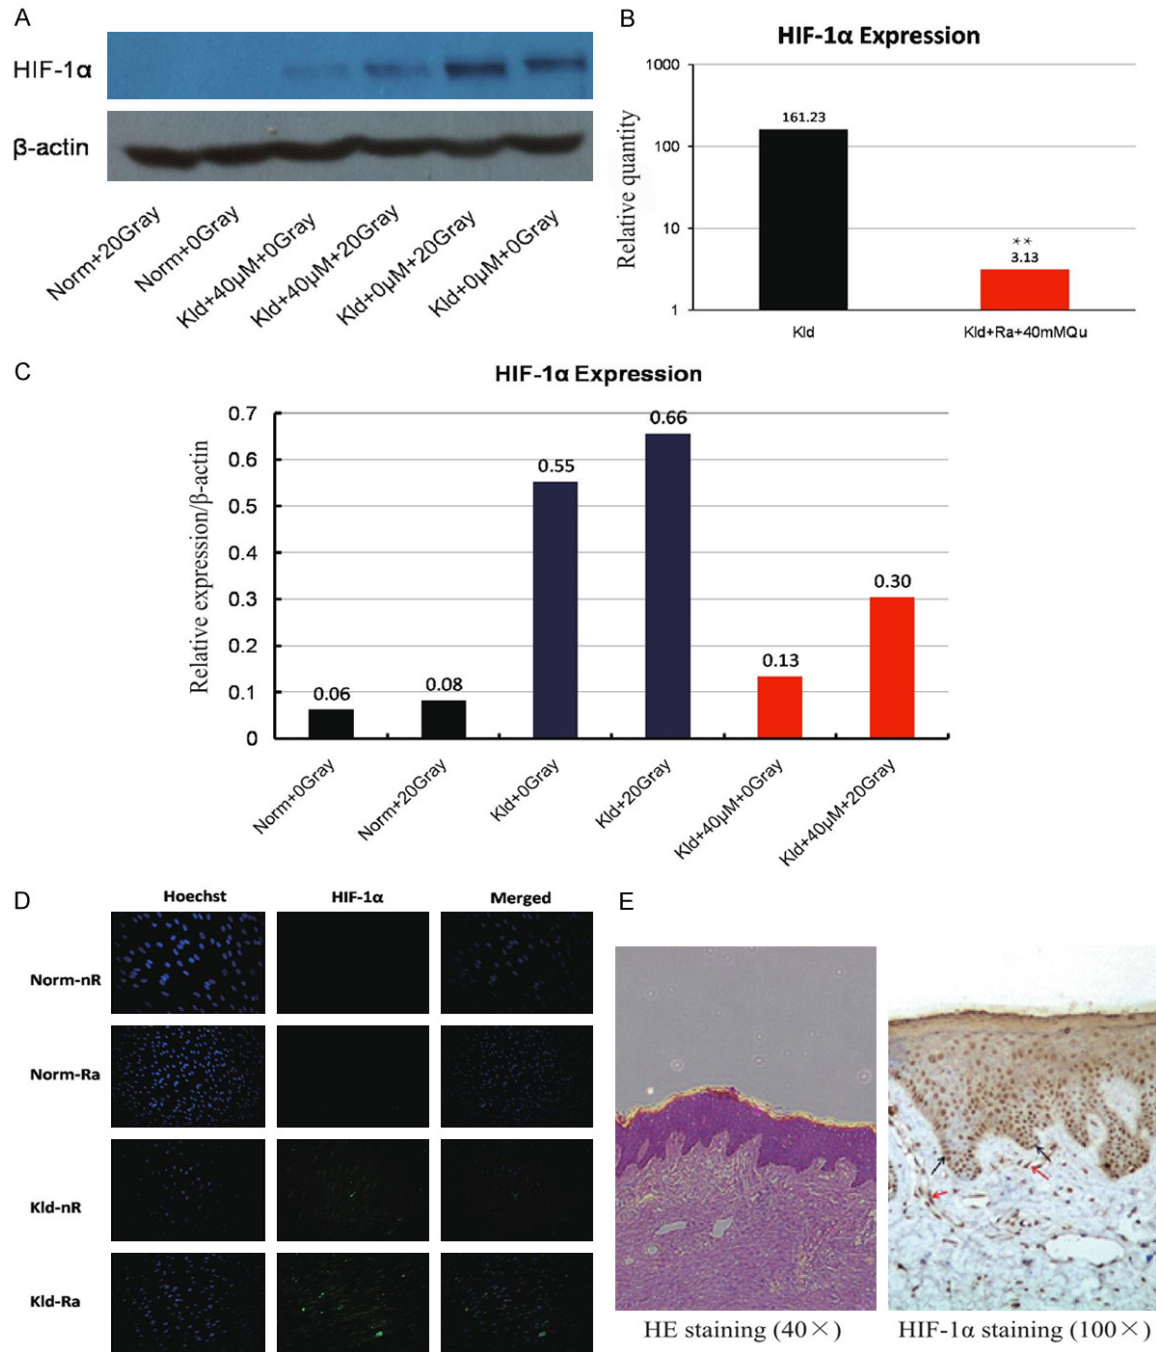 A
HIF-1α
β-actin
Norm+20Gray
Norm+0Gray
Kld+40μM+0Gray
Kld+40μM+20Gray
Kld+0μM+20Gray
Kld+0μM+0Gray
B
HIF-1α Expression
Relative quantity
1000
100
10
1
161.23
**
3.13
Kld
Kld+Ra+40mMQu
C
HIF-1α Expression
Relative expression/β-actin
0.7
0.6
0.5
0.4
0.3
0.2
0.1
0
0.06
0.08
0.55
0.66
0.13
0.30
Norm+0Gray
Norm+20Gray
Kld+0Gray
Kld+20Gray
Kld+40μM+0Gray
Kld+40μM+20Gray
D
Hoechst
HIF-1α
Merged
Norm-nR
Norm-Ra
Kld-nR
Kld-Ra
E
HE staining (40×)
HIF-1α staining (100×)